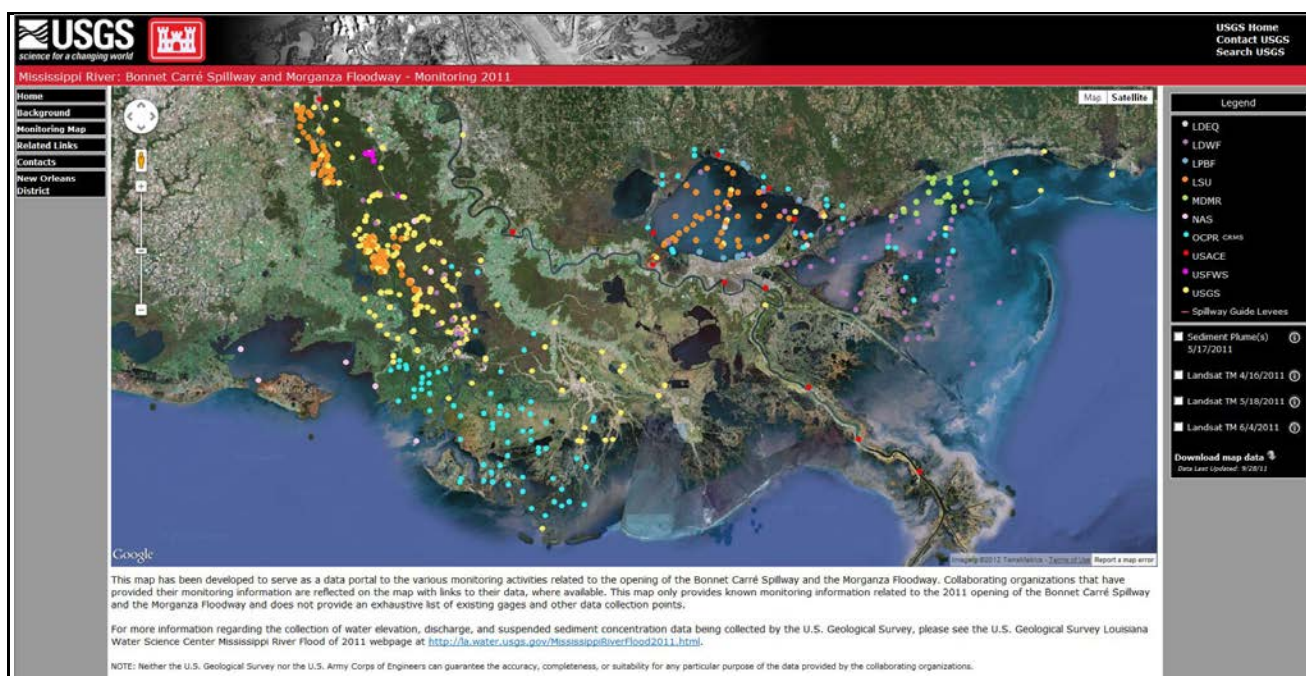 USGS
science for a changing world
USGS Home
Contact USGS
Search USGS
Mississippi River: Bonnet Carré Spillway and Morganza Floodway - Monitoring 2011
Home
Background
Monitoring Map
Related Links
Contacts
New Orleans
District
Map Satellite
Legend
LDEQ
LDWF
LPBF
LSU
MDMR
NAS
OCPR CRMS
USACE
USFWS
USGS
Spillway Guide Levees
Sediment Plume(s)
5/17/2011
Landsat TM 4/16/2011
Landsat TM 5/18/2011
Landsat TM 6/4/2011
Download map data
Data Last Updated: 9/28/11
Google
Imagery ©2012 TerraMetrics - Terms of Use Report a map error
This map has been developed to serve as a data portal to the various monitoring activities related to the opening of the Bonnet Carré Spillway and the Morganza Floodway. Collaborating organizations that have
provided their monitoring information are reflected on the map with links to their data, where available. This map only provides known monitoring information related to the 2011 opening of the Bonnet Carré Spillway
and the Morganza Floodway and does not provide an exhaustive list of existing gages and other data collection points.
For more information regarding the collection of water elevation, discharge, and suspended sediment concentration data being collected by the U.S. Geological Survey, please see the U.S. Geological Survey Louisiana
Water Science Center Mississippi River Flood of 2011 webpage at http://la.water.usgs.gov/MississippiRiverFlood2011.html.
NOTE: Neither the U.S. Geological Survey nor the U.S. Army Corps of Engineers can guarantee the accuracy, completeness, or suitability for any particular purpose of the data provided by the collaborating organizations.